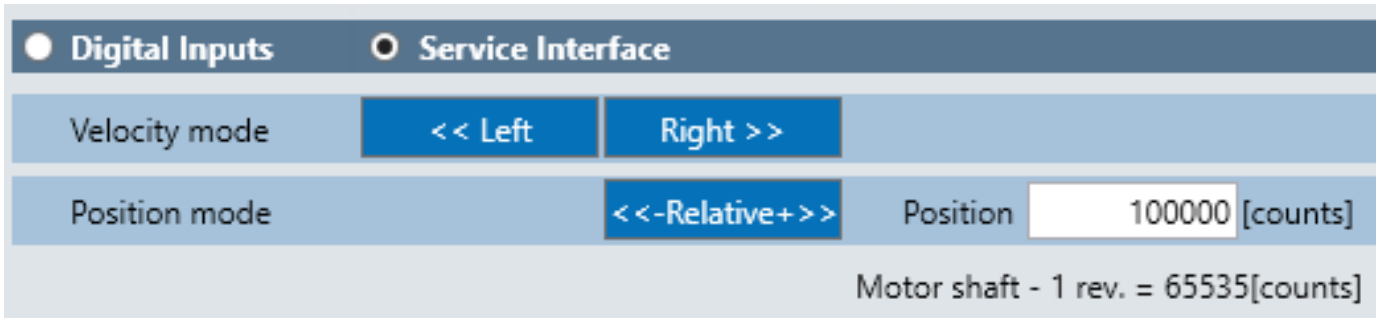 Digital Inputs Service Interface
Velocity mode << Left Right >>
Position mode <<-Relative+>> Position 100000 [counts]
Motor shaft - 1 rev. = 65535[counts]